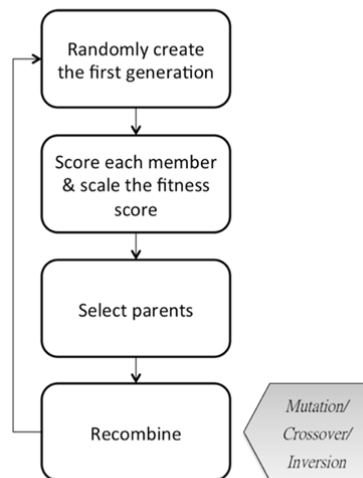 Randomly create
the first generation
Score each member
& scale the fitness
score
Select parents
Recombine
Mutation/
Crossover/
Inversion